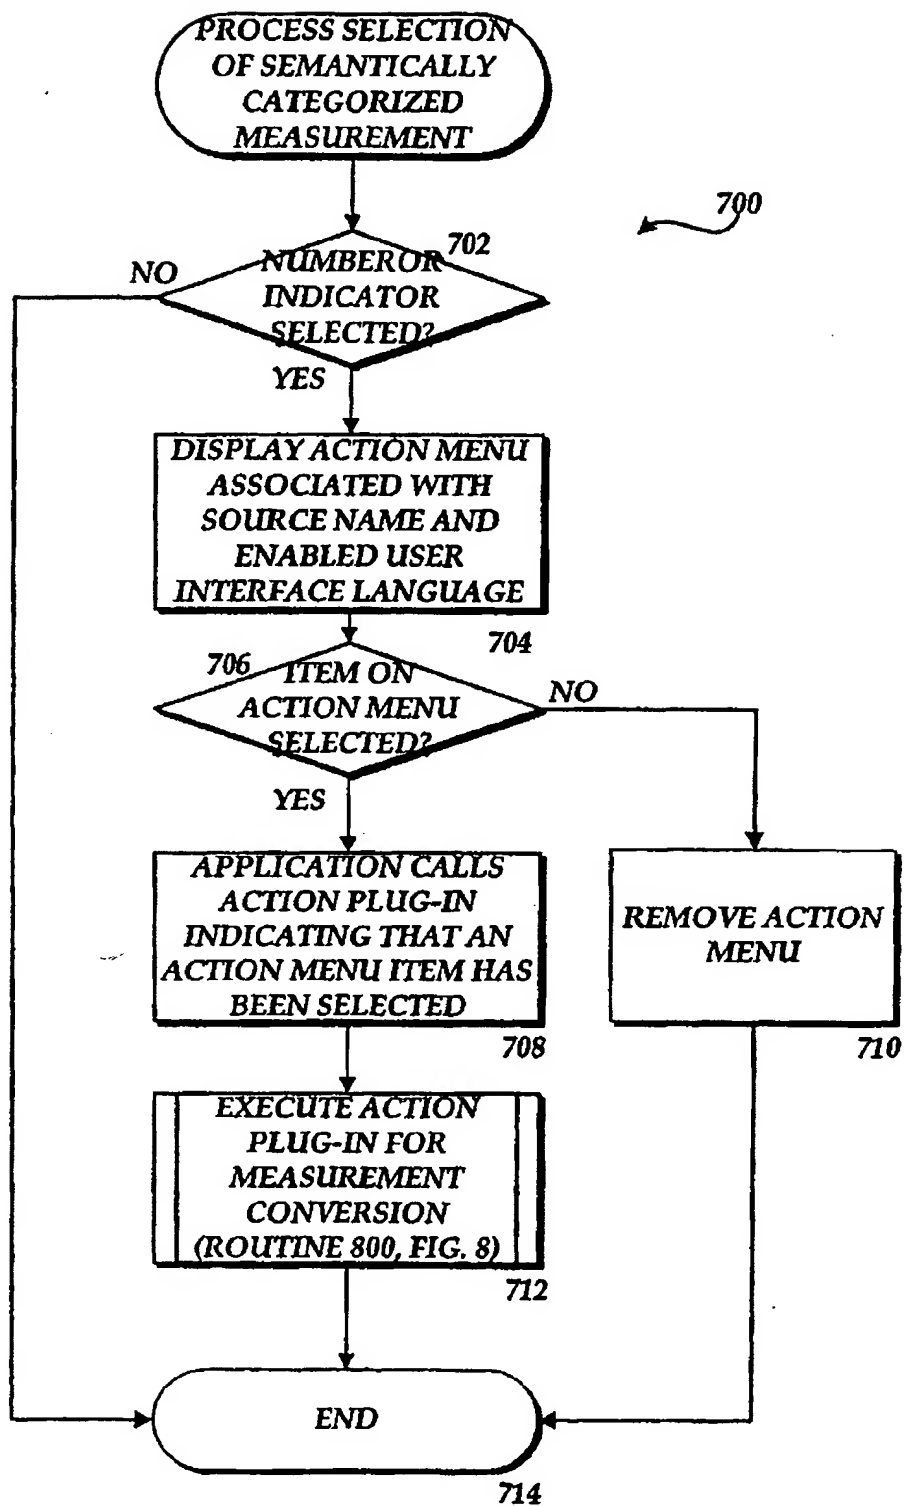 PROCESS SELECTION
OF SEMANTICALLY
CATEGORIZED
MEASUREMENT
700
702
NO
NUMBEROR
INDICATOR
SELECTED?
YES
DISPLAY ACTION MENU
ASSOCIATED WITH
SOURCE NAME AND
ENABLED USER
INTERFACE LANGUAGE
704
706
ITEM ON
ACTION MENU
SELECTED?
NO
YES
APPLICATION CALLS
ACTION PLUG-IN
INDICATING THAT AN
ACTION MENU ITEM HAS
BEEN SELECTED
708
REMOVE ACTION
MENU
710
EXECUTE ACTION
PLUG-IN FOR
MEASUREMENT
CONVERSION
(ROUTINE 800, FIG. 8)
712
END
714